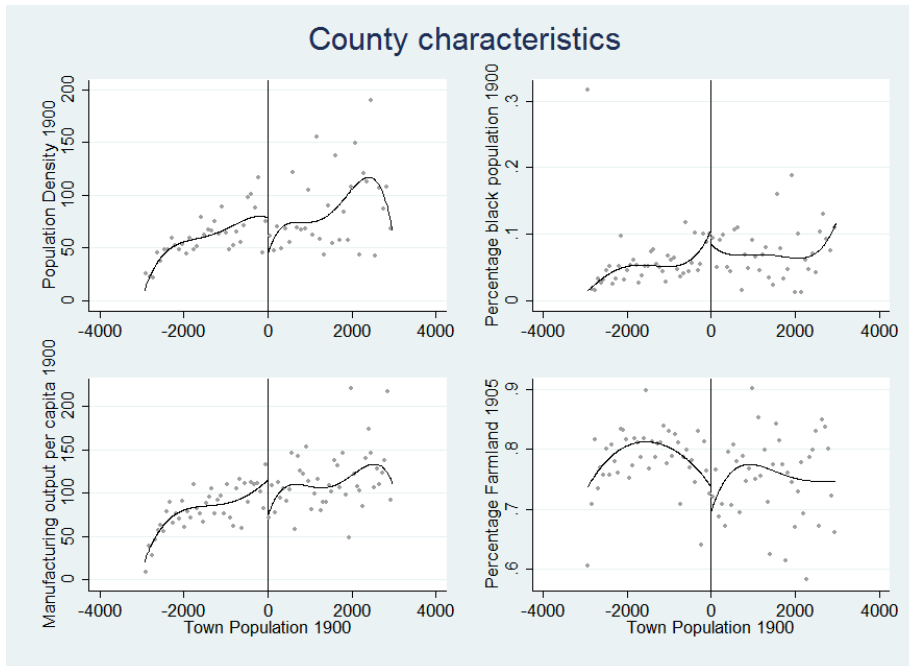 County characteristics
Population Density 1900
200
150
100
50
0
-4000 -2000 0 2000 4000
Percentage black population 1900
.3
.2
.1
0
-4000 -2000 0 2000 4000
Manufacturing output per capita 1900
200
150
100
50
0
-4000 -2000 0 2000 4000
Town Population 1900
Percentage Farmland 1905
.9
.8
.7
.6
-4000 -2000 0 2000 4000
Town Population 1900